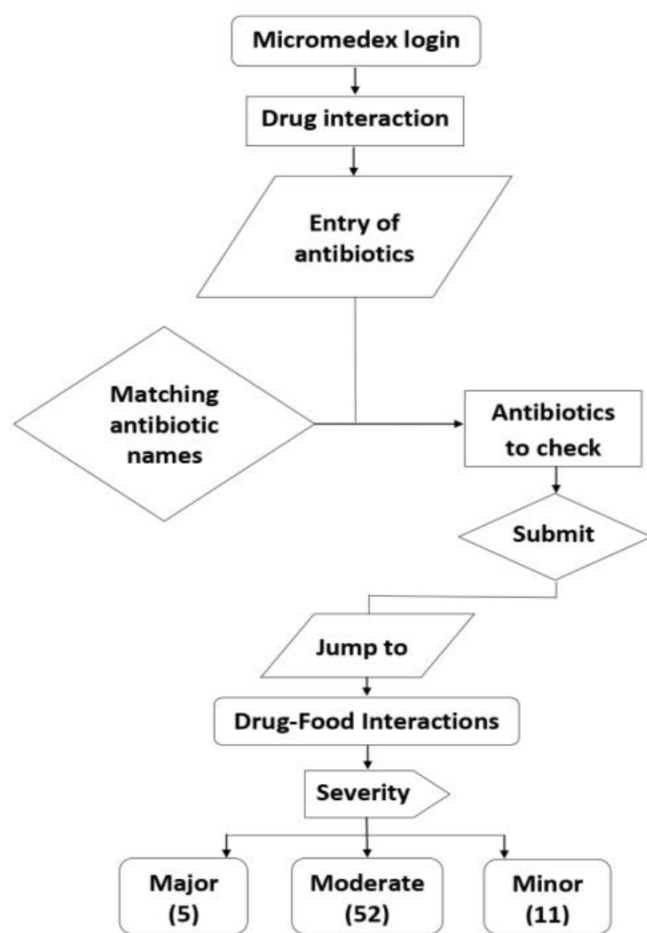 Micromedex login
Drug interaction
Entry of
antibiotics
Matching
antibiotic
names
Antibiotics
to check
Submit
Jump to
Drug-Food Interactions
Severity
Major
(5)
Moderate
(52)
Minor
(11)